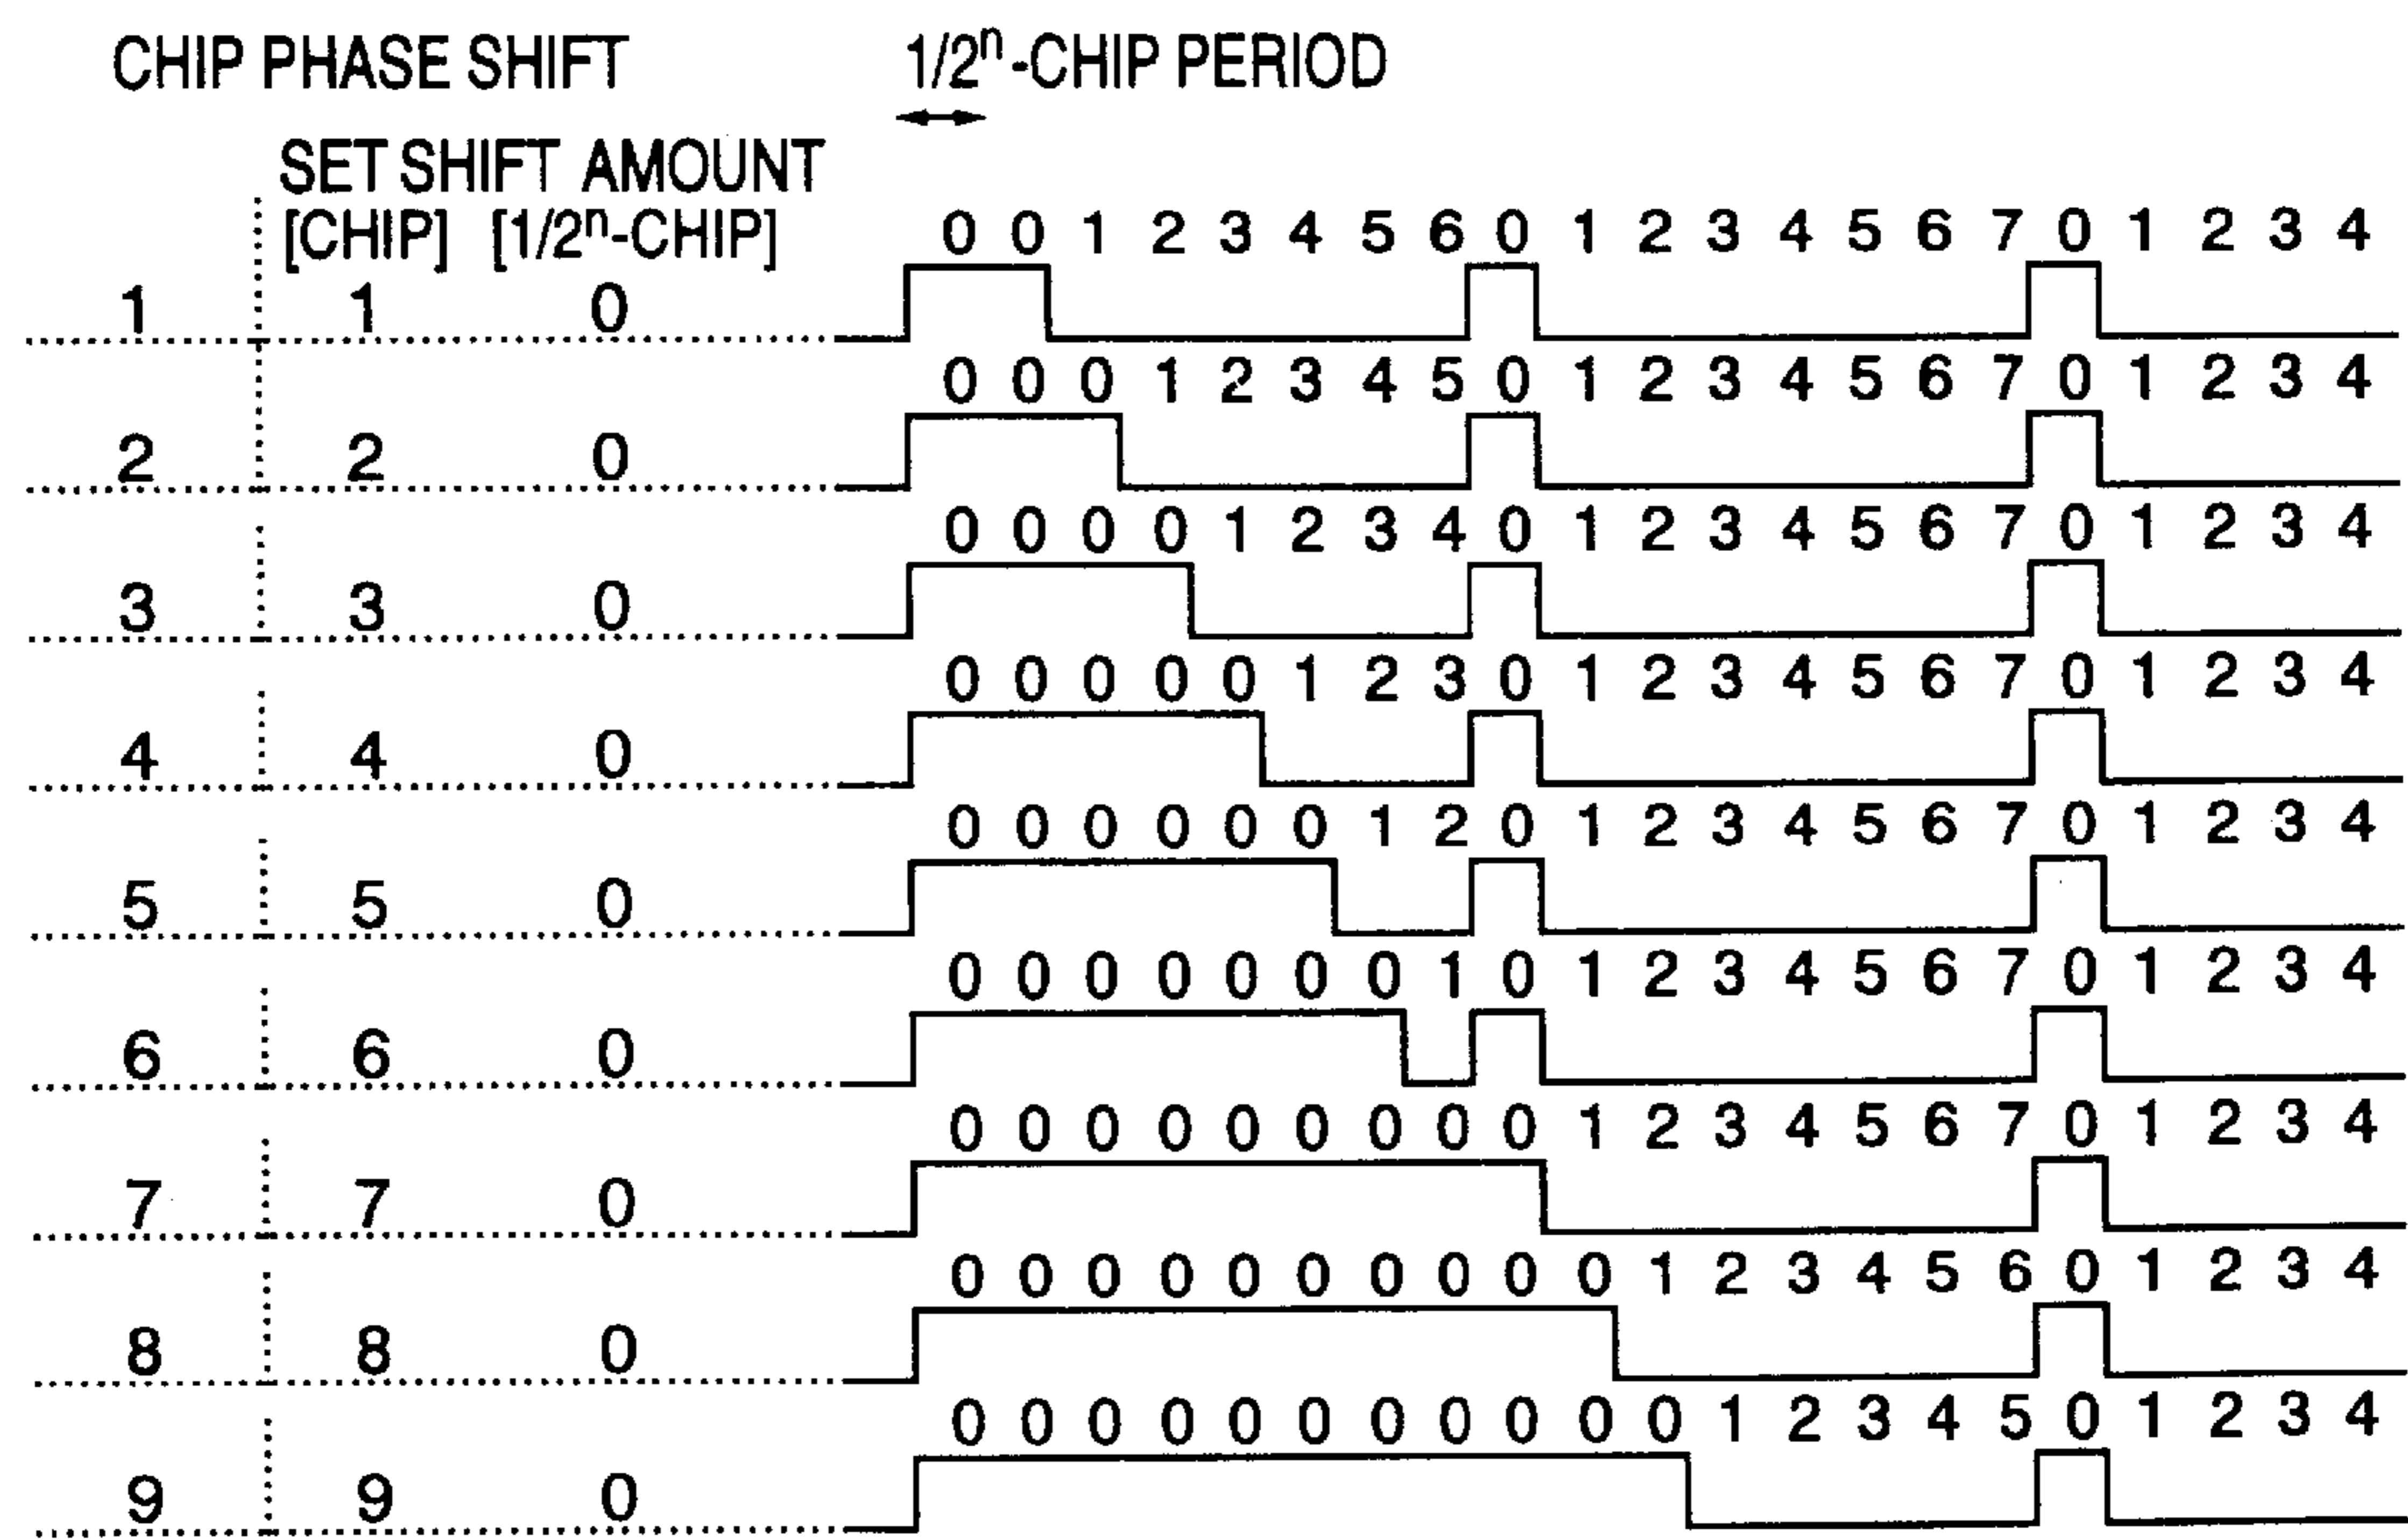 CHIP PHASE SHIFT 1/2ⁿ-CHIP PERIOD
SET SHIFT AMOUNT
[CHIP] [1/2ⁿ-CHIP] 0 0 1 2 3 4 5 6 0 1 2 3 4 5 6 7 0 1 2 3 4
1 1 0
0 0 0 1 2 3 4 5 0 1 2 3 4 5 6 7 0 1 2 3 4
2 2 0
0 0 0 0 1 2 3 4 0 1 2 3 4 5 6 7 0 1 2 3 4
3 3 0
0 0 0 0 0 1 2 3 0 1 2 3 4 5 6 7 0 1 2 3 4
4 4 0
0 0 0 0 0 0 1 2 0 1 2 3 4 5 6 7 0 1 2 3 4
5 5 0
0 0 0 0 0 0 0 1 0 1 2 3 4 5 6 7 0 1 2 3 4
6 6 0
0 0 0 0 0 0 0 0 0 1 2 3 4 5 6 7 0 1 2 3 4
7 7 0
0 0 0 0 0 0 0 0 0 0 1 2 3 4 5 6 0 1 2 3 4
8 8 0
0 0 0 0 0 0 0 0 0 0 0 1 2 3 4 5 0 1 2 3 4
9 9 0